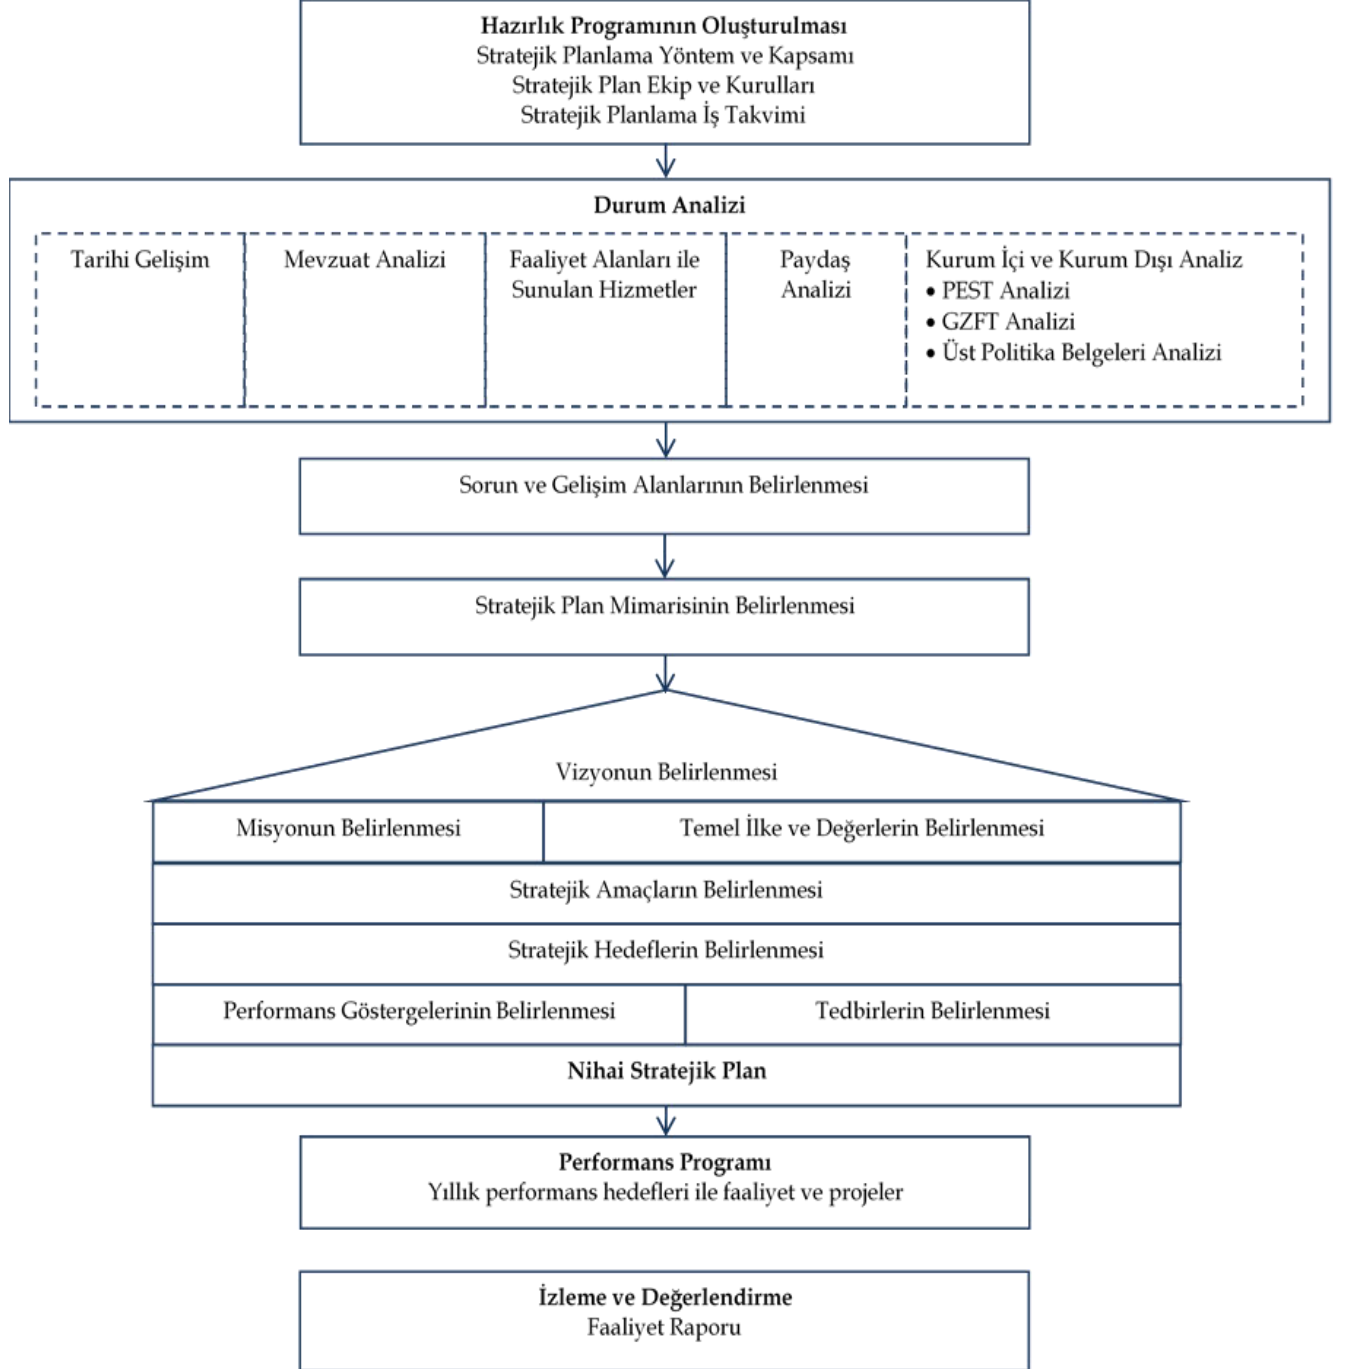 Hazırlık Programının Oluşturulması
Stratejik Planlama Yöntem ve Kapsamı
Stratejik Plan Ekip ve Kurulları
Stratejik Planlama İş Takvimi
Durum Analizi
Tarihi Gelişim
Mevzuat Analizi
Faaliyet Alanları ile
Sunulan Hizmetler
Paydaş
Analizi
Kurum İçi ve Kurum Dışı Analiz
• PEST Analizi
• GZFT Analizi
• Üst Politika Belgeleri Analizi
Sorun ve Gelişim Alanlarının Belirlenmesi
Stratejik Plan Mimarisinin Belirlenmesi
Vizyonun Belirlenmesi
Misyonun Belirlenmesi
Temel İlke ve Değerlerin Belirlenmesi
Stratejik Amaçların Belirlenmesi
Stratejik Hedeflerin Belirlenmesi
Performans Göstergelerinin Belirlenmesi
Tedbirlerin Belirlenmesi
Nihai Stratejik Plan
Performans Programı
Yıllık performans hedefleri ile faaliyet ve projeler
İzleme ve Değerlendirme
Faaliyet Raporu